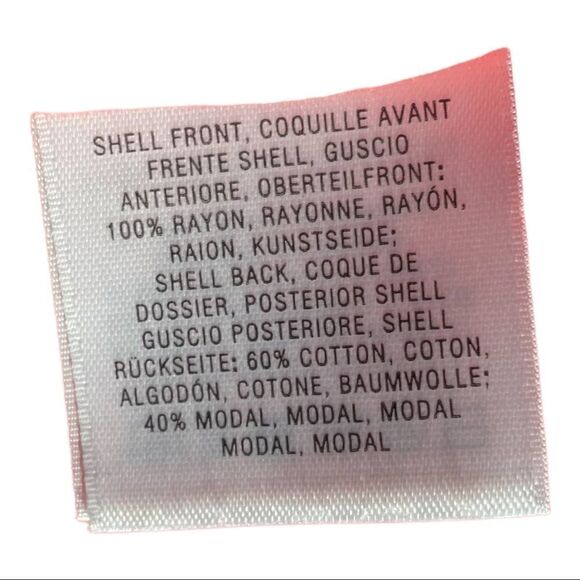 SHELL FRONT, COQUILLE AVANT
FRENTE SHELL, GUSCIO
ANTERIORE, OBERTEILFRONT:
100% RAYON, RAYONNE, RAYÓN,
RAION, KUNSTSEIDE;
SHELL BACK, COQUE DE
DOSSIER, POSTERIOR SHELL
GUSCIO POSTERIORE, SHELL
RÜCKSEITE: 60% COTTON, COTON,
ALGODÓN, COTONE, BAUMWOLLE;
40% MODAL, MODAL, MODAL
MODAL, MODAL